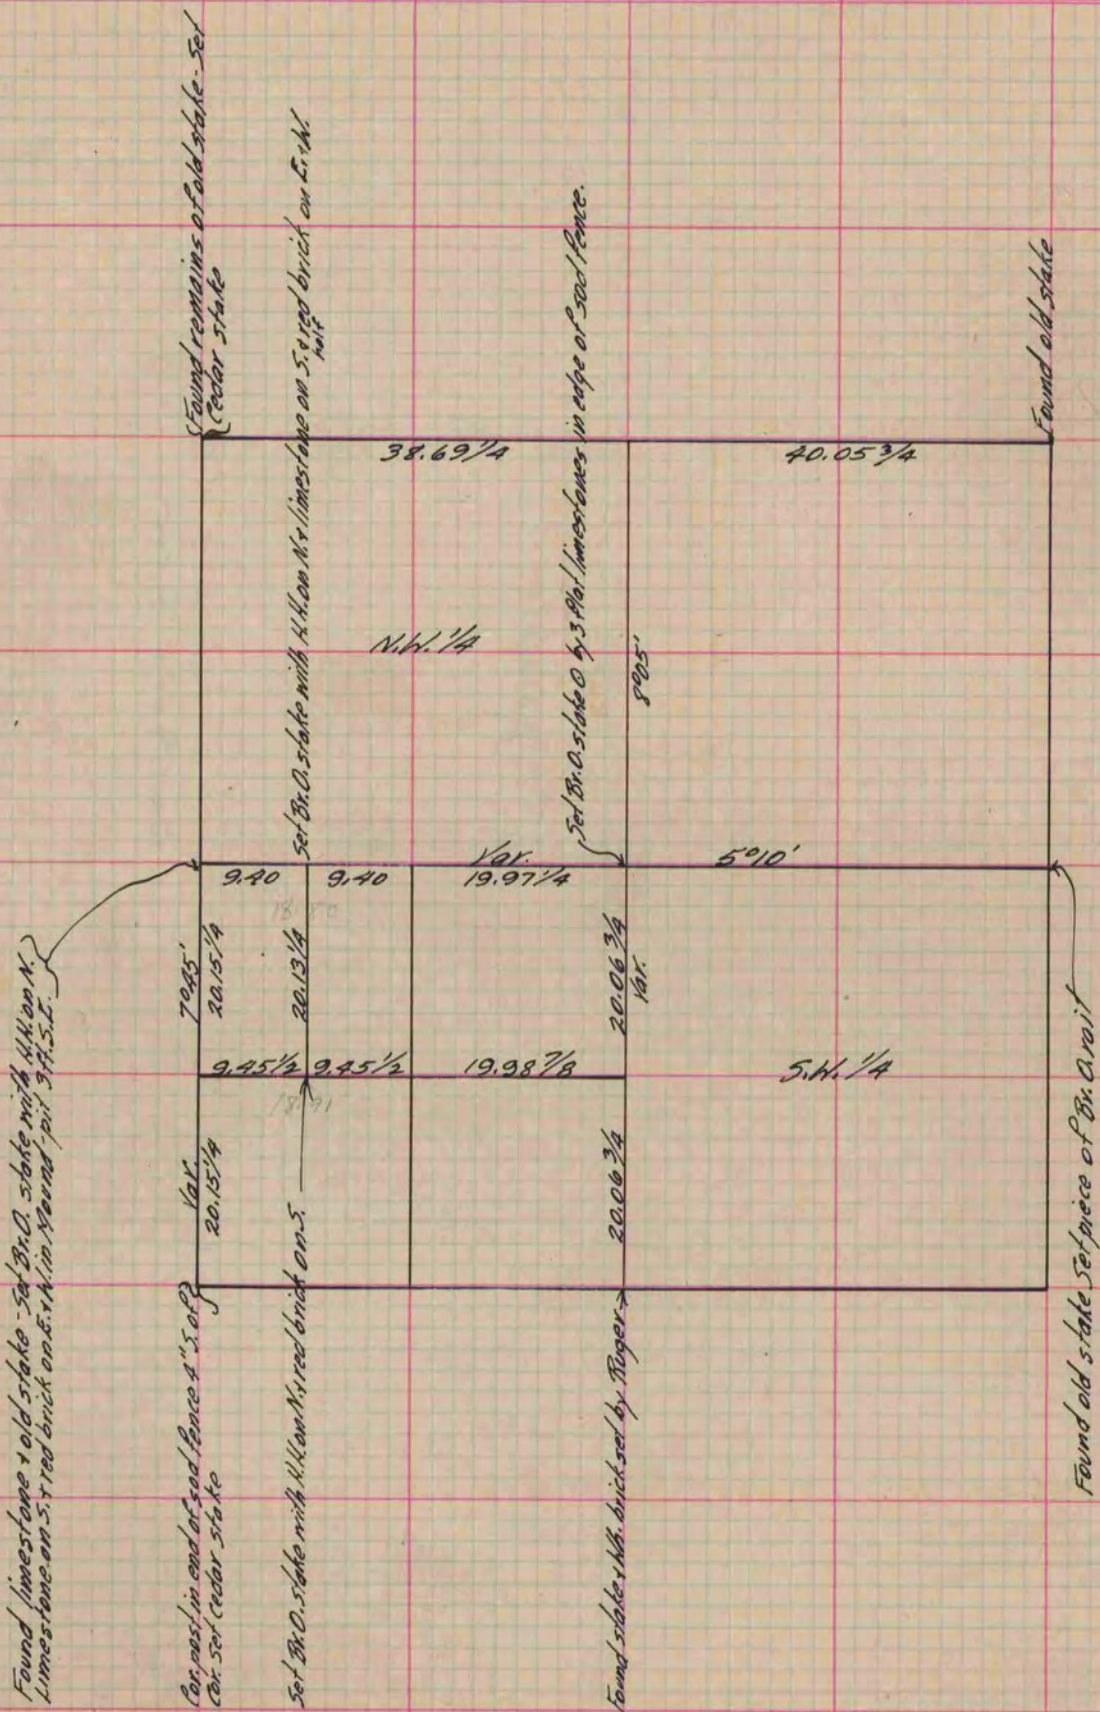 Found limestone & old stake - Set Br.O. stake with H.H. on N.
Limestone on S. & red brick on E. & W. in Mound - pit 3 ft. S.E.
{Found remains of old stake - Set
Cedar stake
Set Br.O. stake with H.H. on N. & limestone on S. & red brick on E. & W.
half
Set Br.O. stake 0 by 3 flat limestones in edge of sod fence.
Found old stake
38.69 1/4
40.05 3/4
N.W. 1/4
8°05'
Var.
5°10'
9.40
9.40
19.97 1/4
18.80
7°45'
20.15 1/4
20.13 1/4
20.06 3/4
Var.
9.45 1/2
9.45 1/2
19.98 7/8
S.W. 1/4
18.91
Var.
20.15 1/4
20.06 3/4
Cor. post in end of sod fence 4" S. of
Cor. set cedar stake
Set Br.O. stake with H.H. on N. & red brick on S.
Found stake & Wh. brick set by Ruger
Found old stake Set piece of Br. O.